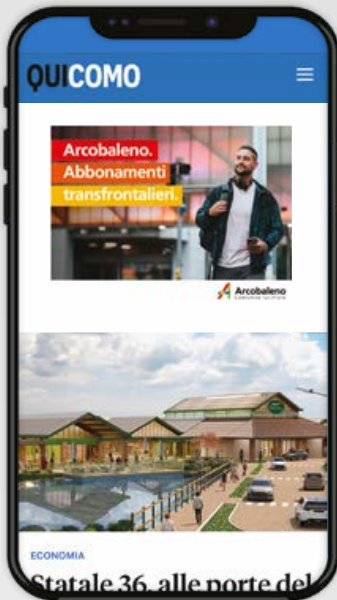 QUICOMO
Arcobaleno.
Abbonamenti
transfrontalieri.
Arcobaleno
ECONOMIA
Statale 36, alle porte del